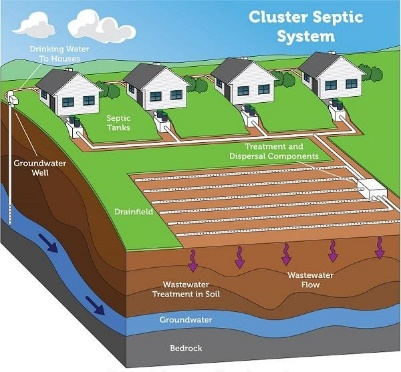 Cluster Septic
System
Drinking Water
To Houses
Septic
Tanks
Treatment and
Dispersal Components
Groundwater
Well
Drainfield
Wastewater
Treatment in Soil
Wastewater
Flow
Groundwater
Bedrock